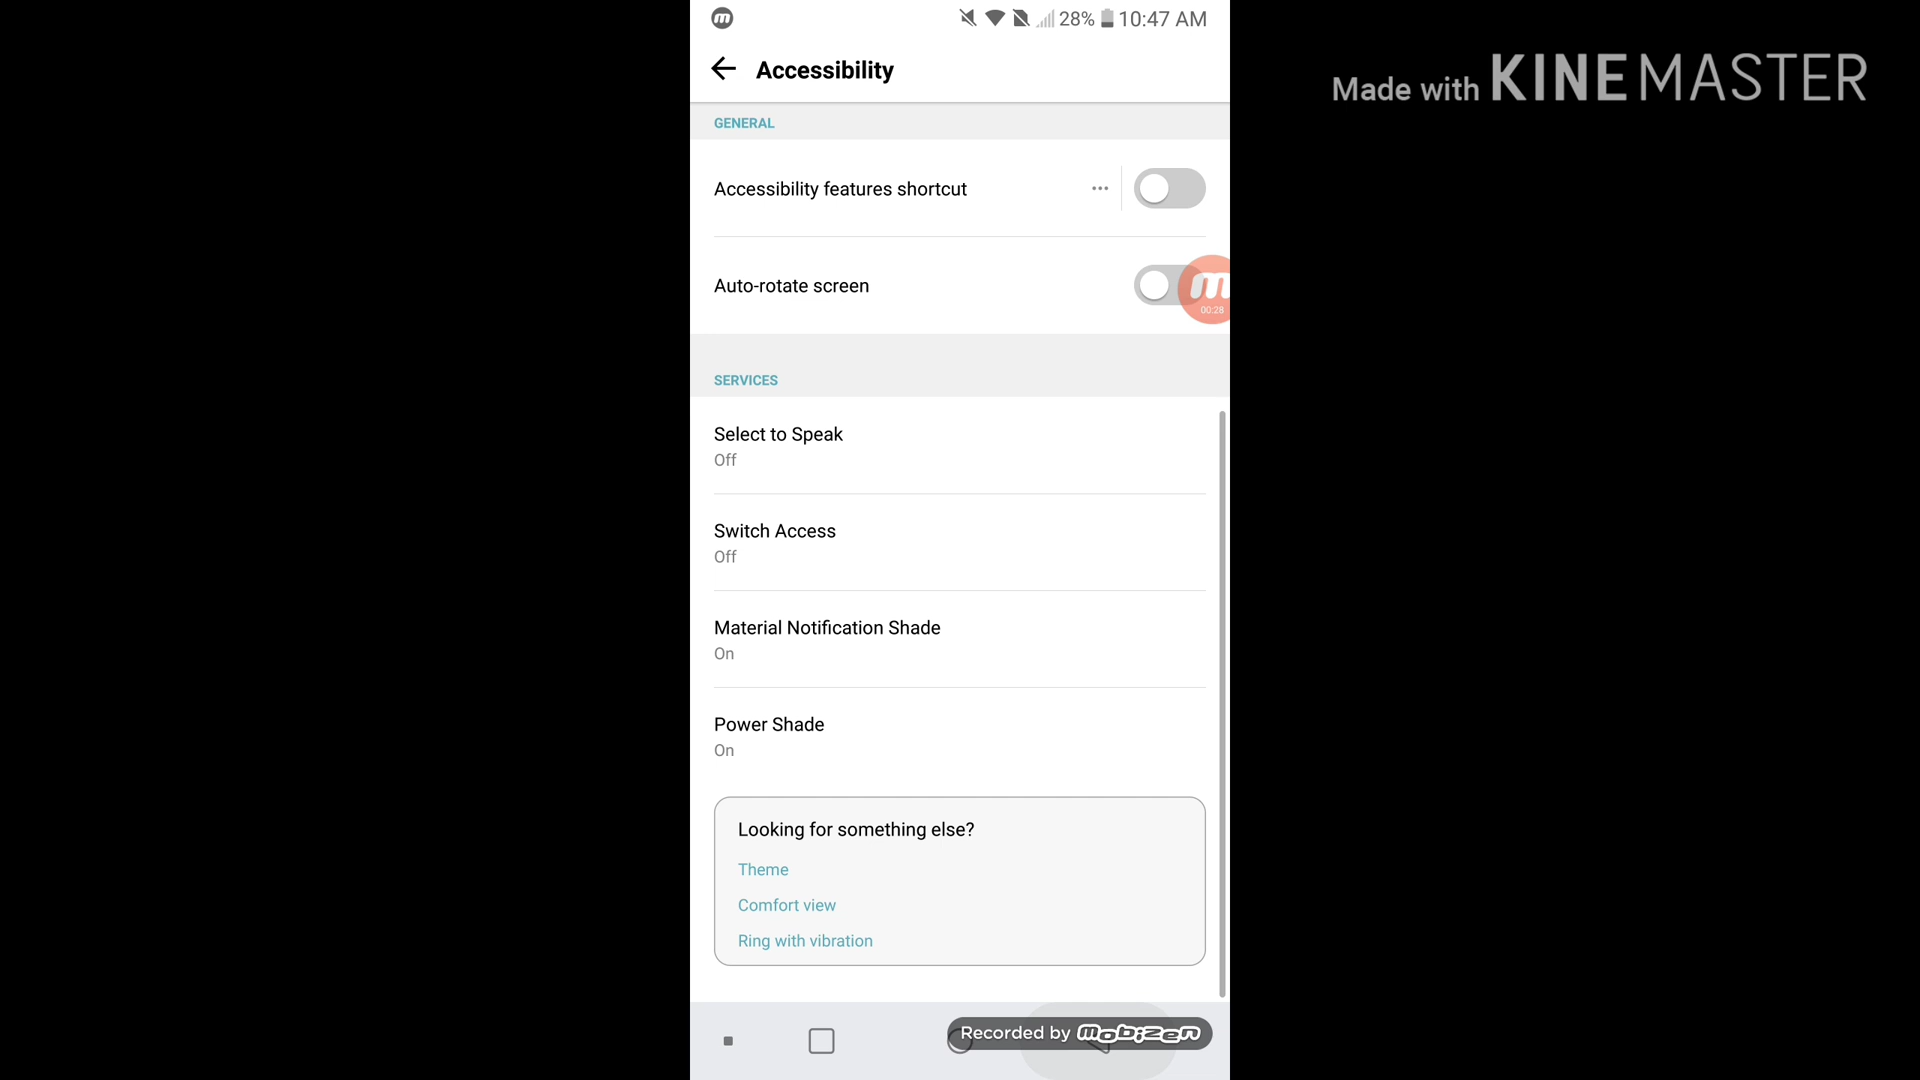 28% 10:47 AM
Accessibility
Made with KINEMASTER
GENERAL
Accessibility features shortcut
Auto-rotate screen
00:28
SERVICES
Select to Speak
Off
Switch Access
Off
Material Notification Shade
On
Power Shade
On
Looking for something else?
Theme
Comfort view
Ring with vibration
Recorded by mobizen